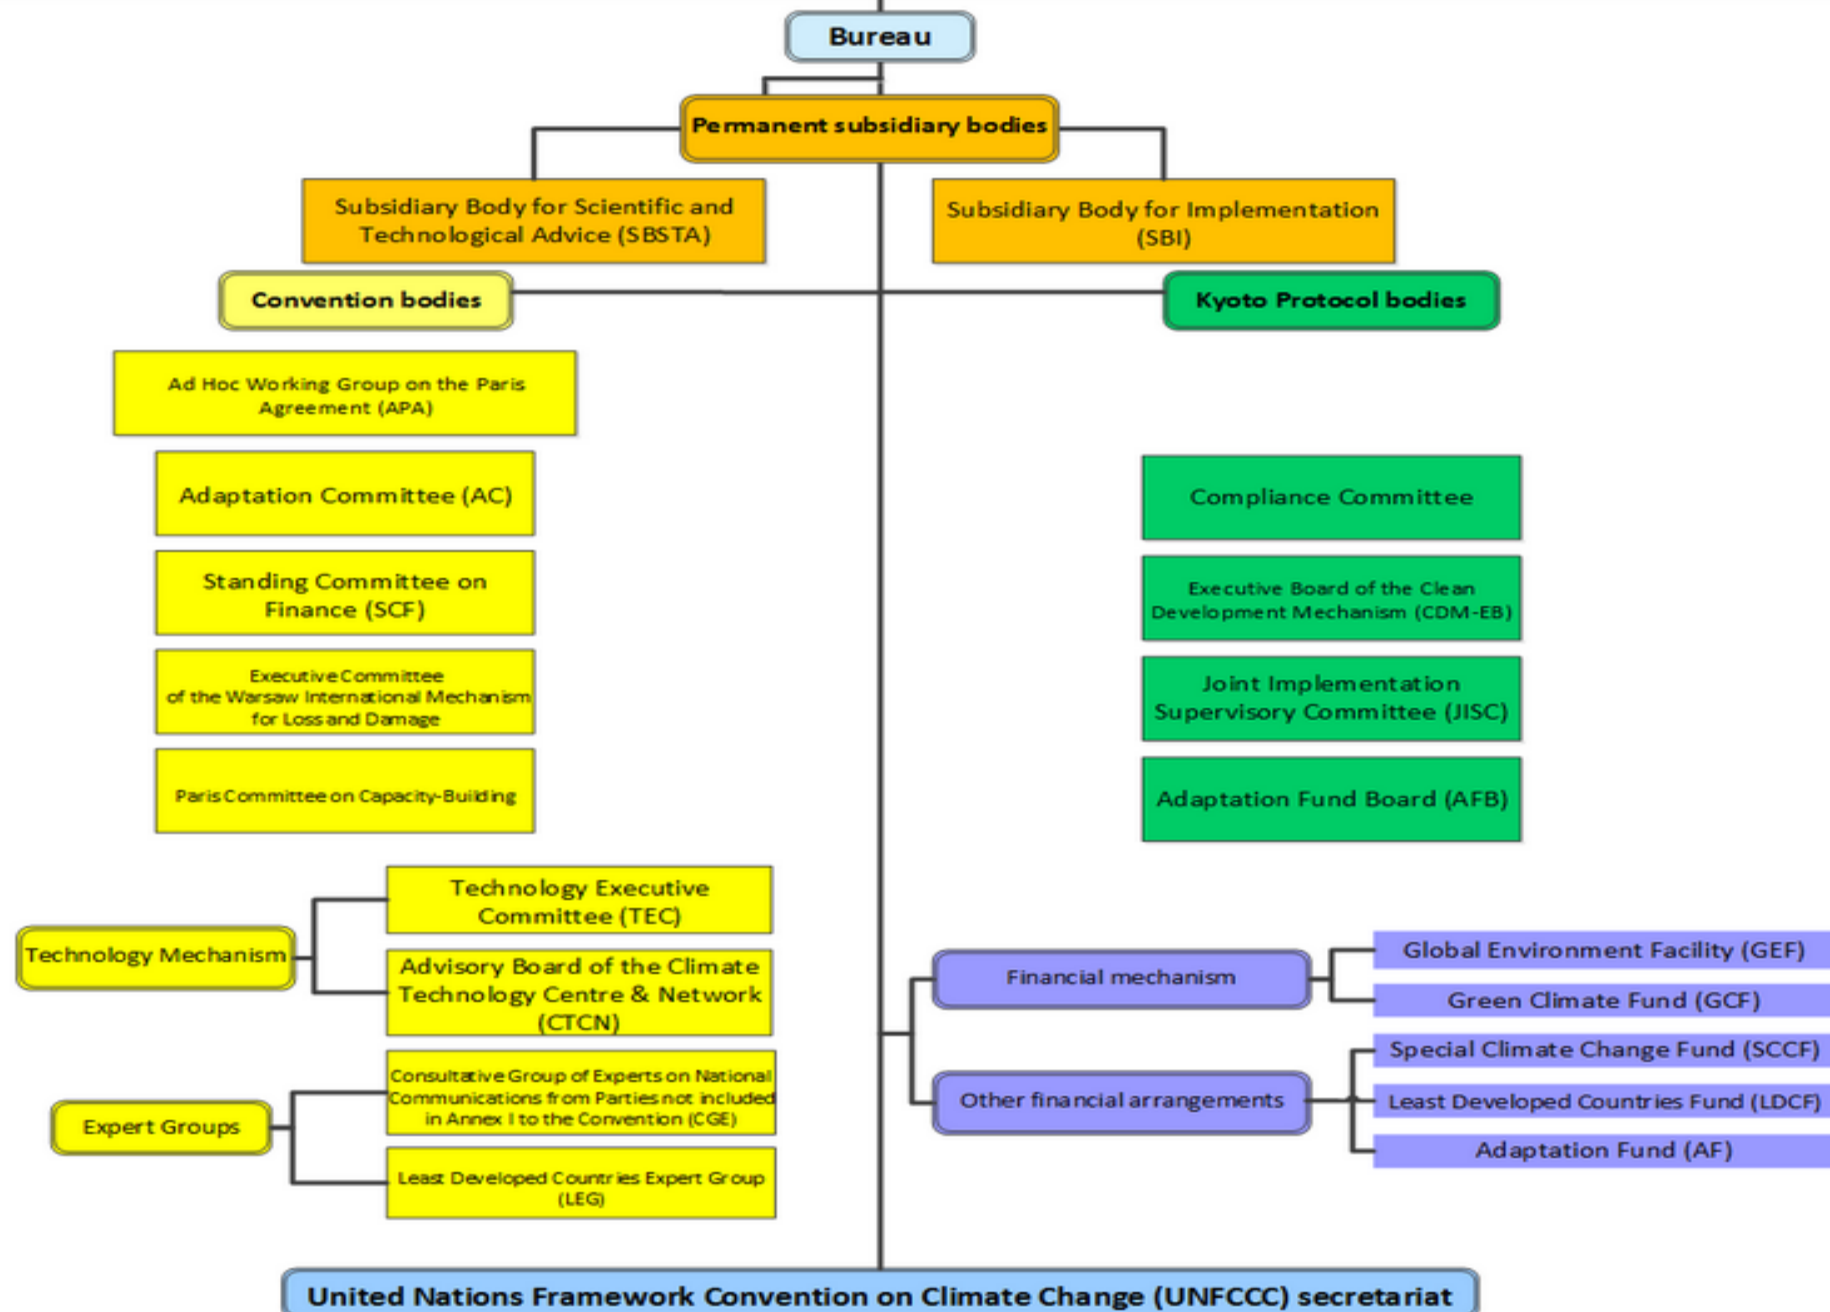 Bureau
Permanent subsidiary bodies
Subsidiary Body for Scientific and
Technological Advice (SBSTA)
Subsidiary Body for Implementation
(SBI)
Convention bodies
Kyoto Protocol bodies
Ad Hoc Working Group on the Paris
Agreement (APA)
Adaptation Committee (AC)
Standing Committee on
Finance (SCF)
Executive Committee
of the Warsaw International Mechanism
for Loss and Damage
Paris Committee on Capacity-Building
Compliance Committee
Executive Board of the Clean
Development Mechanism (CDM-EB)
Joint Implementation
Supervisory Committee (JISC)
Adaptation Fund Board (AFB)
Technology Mechanism
Technology Executive
Committee (TEC)
Advisory Board of the Climate
Technology Centre & Network
(CTCN)
Expert Groups
Consultative Group of Experts on National
Communications from Parties not included
in Annex I to the Convention (CGE)
Least Developed Countries Expert Group
(LEG)
Financial mechanism
Global Environment Facility (GEF)
Green Climate Fund (GCF)
Other financial arrangements
Special Climate Change Fund (SCCF)
Least Developed Countries Fund (LDCF)
Adaptation Fund (AF)
United Nations Framework Convention on Climate Change (UNFCCC) secretariat